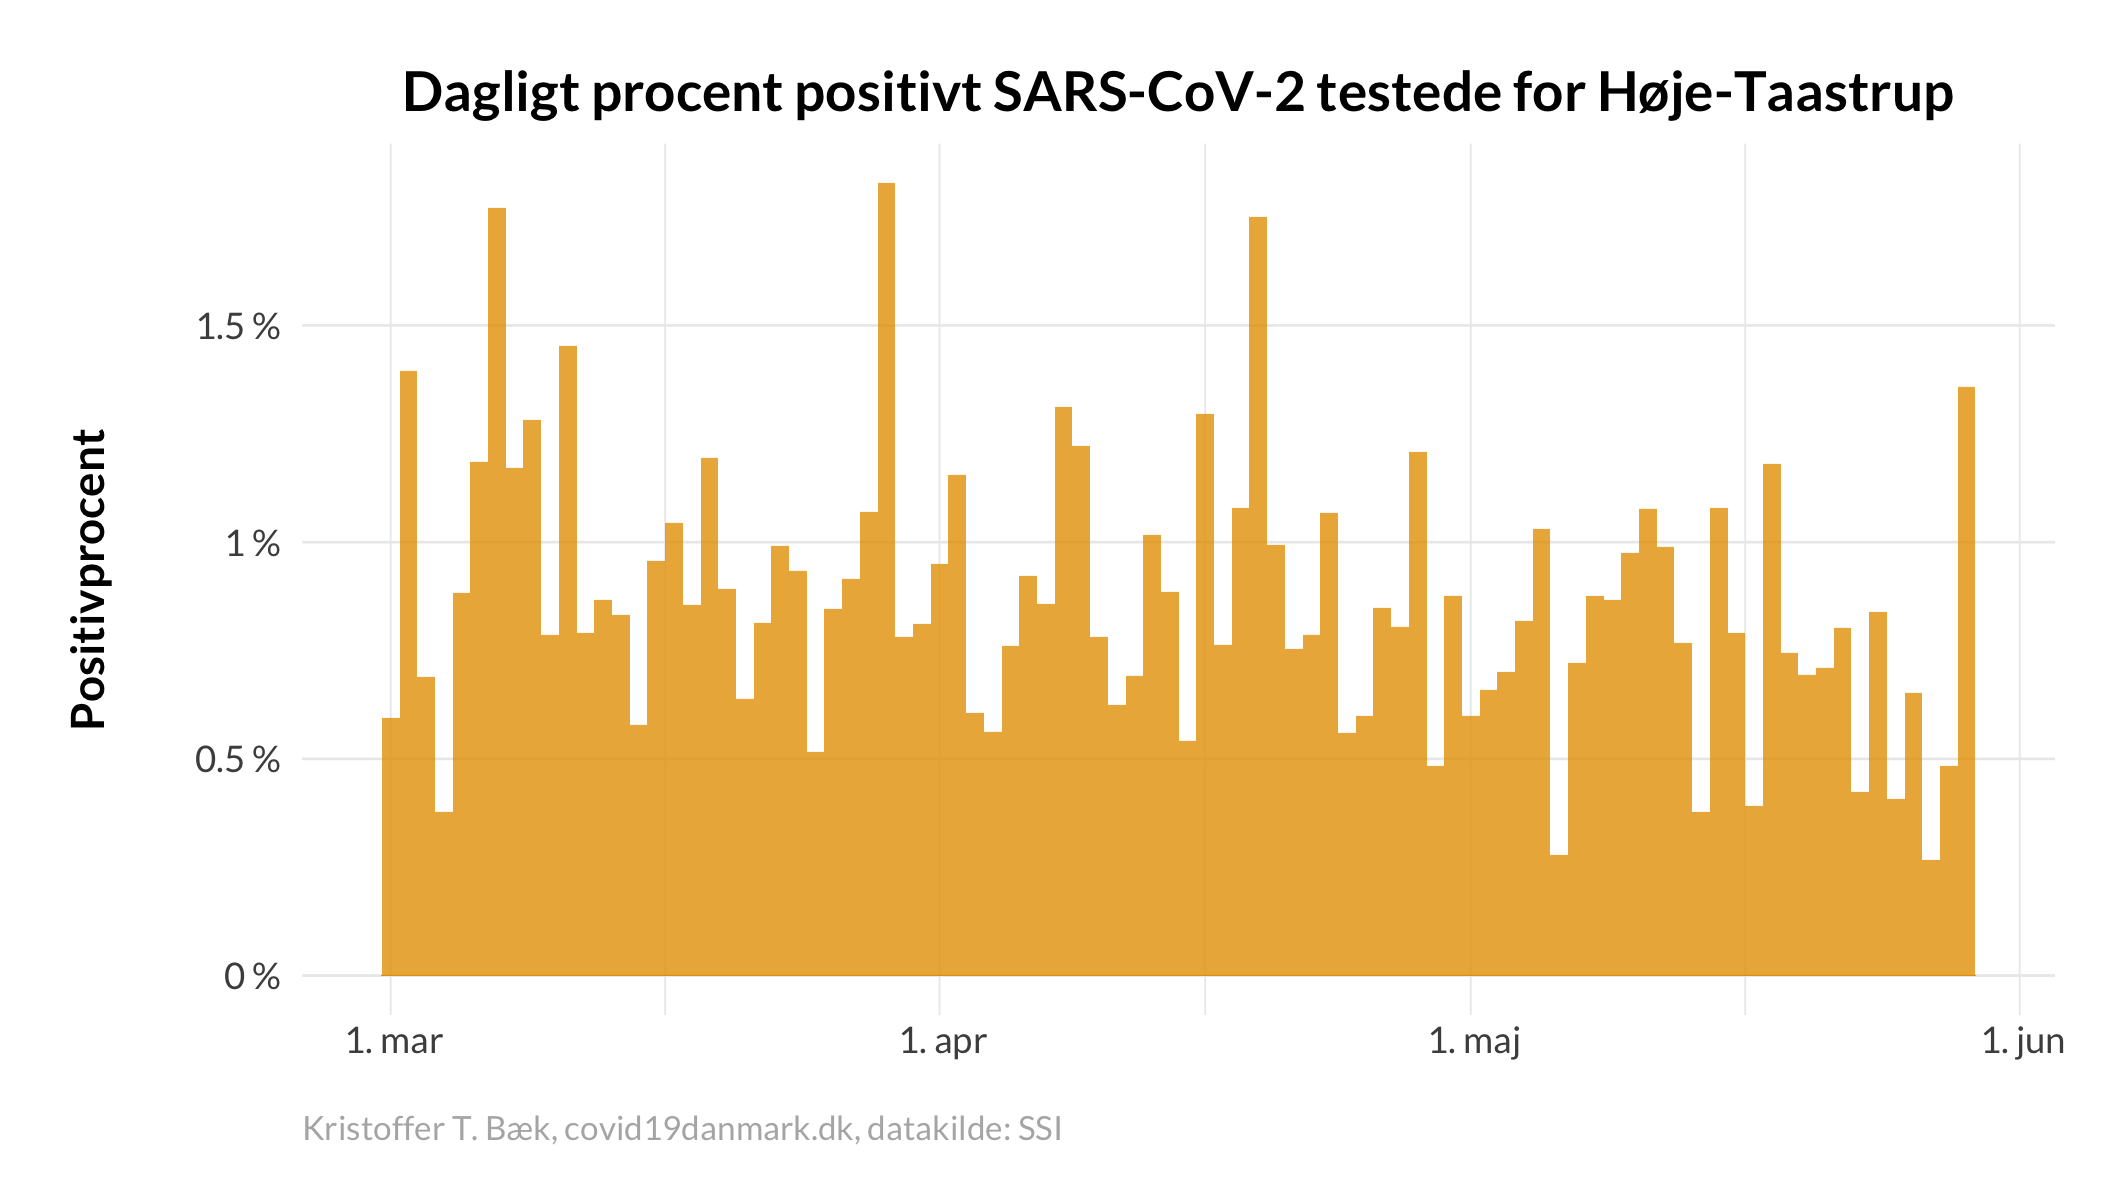 Dagligt procent positivt SARS-CoV-2 testede for Høje-Taastrup
Positivprocent
1.5 %
1 %
0.5 %
0 %
1. mar
1. apr
1. maj
1. jun
Kristoffer T. Bæk, covid19danmark.dk, datakilde: SSI